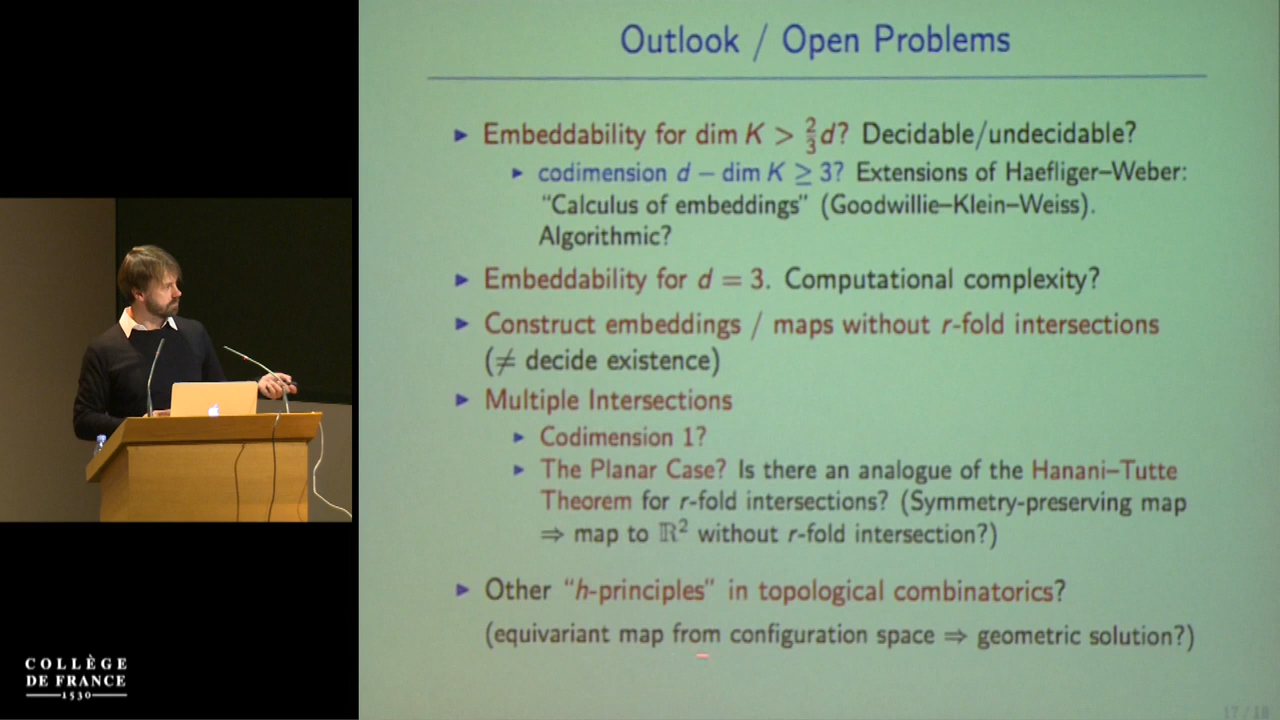 Outlook / Open Problems
Embeddability for dim K > 2/3 d? Decidable/undecidable?
codimension d − dim K ≥ 3? Extensions of Haefliger–Weber:
"Calculus of embeddings" (Goodwillie–Klein–Weiss).
Algorithmic?
Embeddability for d = 3. Computational complexity?
Construct embeddings / maps without r-fold intersections
(≠ decide existence)
Multiple Intersections
Codimension 1?
The Planar Case? Is there an analogue of the Hanani–Tutte
Theorem for r-fold intersections? (Symmetry-preserving map
⇒ map to ℝ² without r-fold intersection?)
Other "h-principles" in topological combinatorics?
(equivariant map from configuration space ⇒ geometric solution?)
17 / 18
COLLÈGE
DE FRANCE
1530